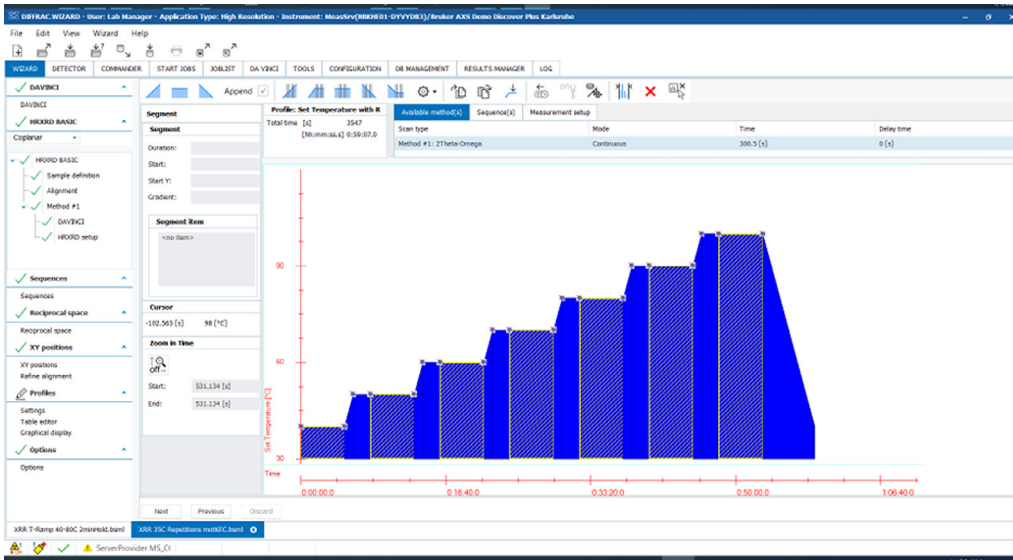 DIFFRAC.WIZARD - User: Lab Manager - Application Type: High Resolution - Instrument: MeasSrv(NBKHE01-DYVYDB3)/Bruker AXS Demo Discover Plus Karlsruhe
File Edit View Wizard Help
WIZARD DETECTOR COMMANDER START JOBS JOBLIST DA VINCI TOOLS CONFIGURATION DB MANAGEMENT RESULTS MANAGER LOG
DAVINCI
DAVINCI
HRXRD BASIC
Coplanar
HRXRD BASIC
Sample definition
Alignment
Method #1
DAVINCI
HRXRD setup
Sequences
Sequences
Reciprocal space
Reciprocal space
XY positions
XY positions
Refine alignment
Profiles
Settings
Table editor
Graphical display
Options
Options
Append
Segment
Segment
Duration:
Start:
Start Y:
Gradient:
Segment item
<no item>
Cursor
-102.563 [s] 98 [°C]
Zoom in Time
off
Start: 531.134 [s]
End: 531.134 [s]
Profile: Set Temperature with R
Total time [s] 3547
[hh:mm:ss.s] 0:59:07.0
Available method[s] Sequence[s] Measurement setup
Scan type Mode Time Delay time
Method #1: 2Theta-Omega Continuous 300.5 [s] 0 [s]
90
60
30
Set Temperature [°C]
Time
0:00:00.0 0:16:40.0 0:33:20.0 0:50:00.0 1:06:40.0
Next Previous Discard
XRR T-Ramp 40-80C 2minHold.bsml XRR 35C Repetitions motKEC.bsml
ServerProvider MS_O